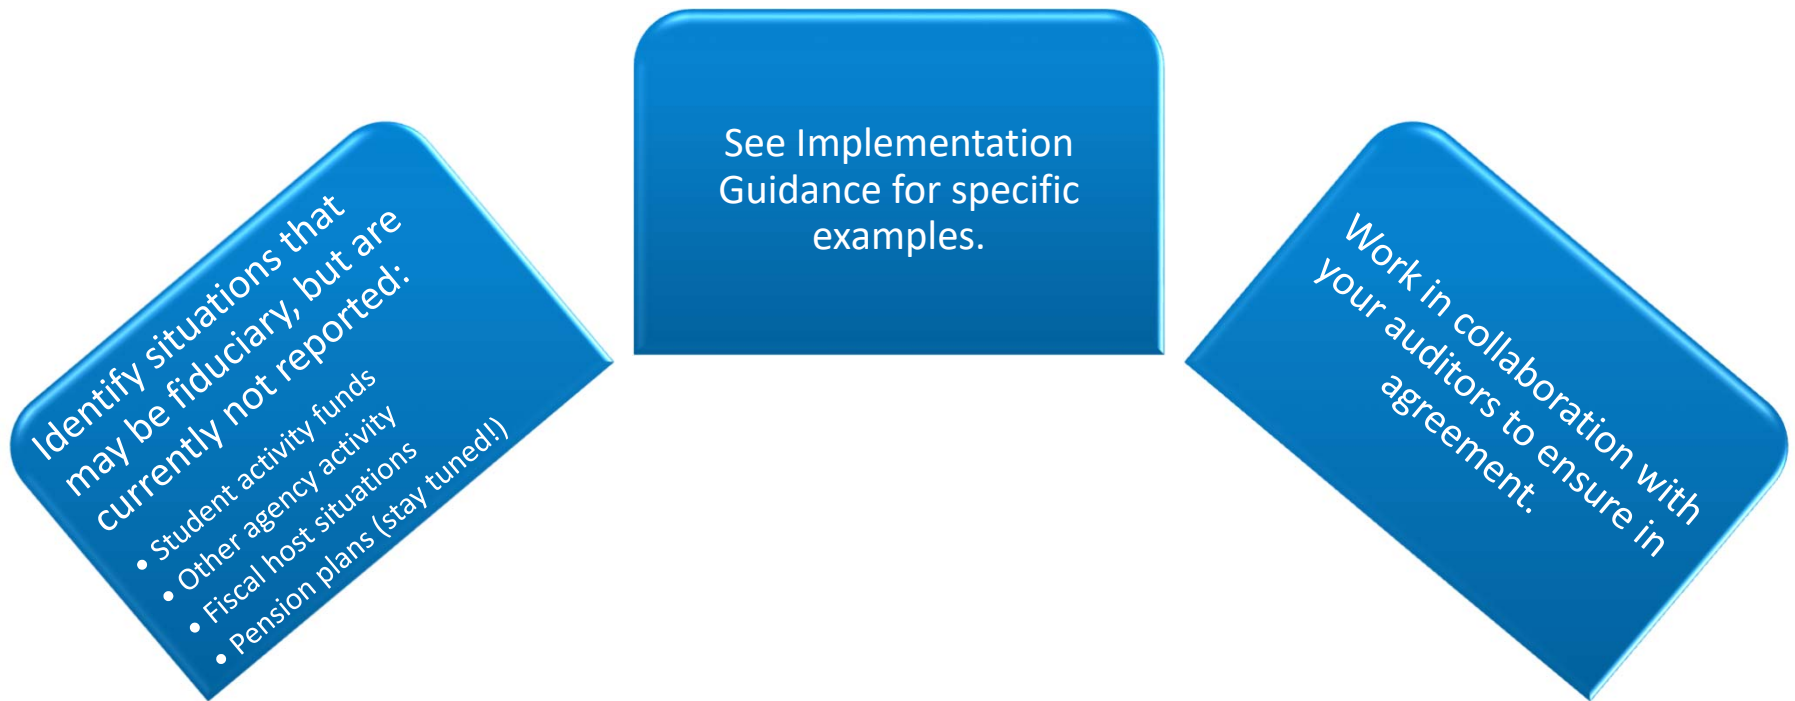 Identify situations that
may be fiduciary, but are
currently not reported:
• Student activity funds
• Other agency activity
• Fiscal host situations
• Pension plans (stay tuned!)
See Implementation
Guidance for specific
examples.
Work in collaboration with
your auditors to ensure in
agreement.